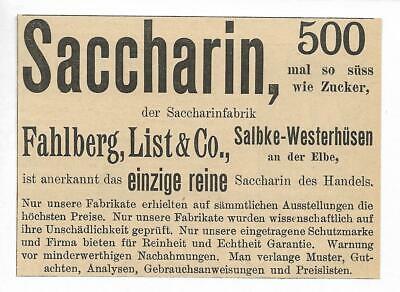 Saccharin, 500
mal so süss
wie Zucker,
der Saccharinfabrik
Fahlberg, List & Co., Salbke-Westerhüsen
an der Elbe,
ist anerkannt das einzige reine Saccharin des Handels.
Nur unsere Fabrikate erhielten auf sämmtlichen Ausstellungen die
höchsten Preise. Nur unsere Fabrikate wurden wissenschaftlich auf
ihre Unschädlichkeit geprüft. Nur unsere eingetragene Schutzmarke
und Firma bieten für Reinheit und Echtheit Garantie. Warnung
vor minderwerthigen Nachahmungen. Man verlange Muster, Gut-
achten, Analysen, Gebrauchsanweisungen und Preislisten.